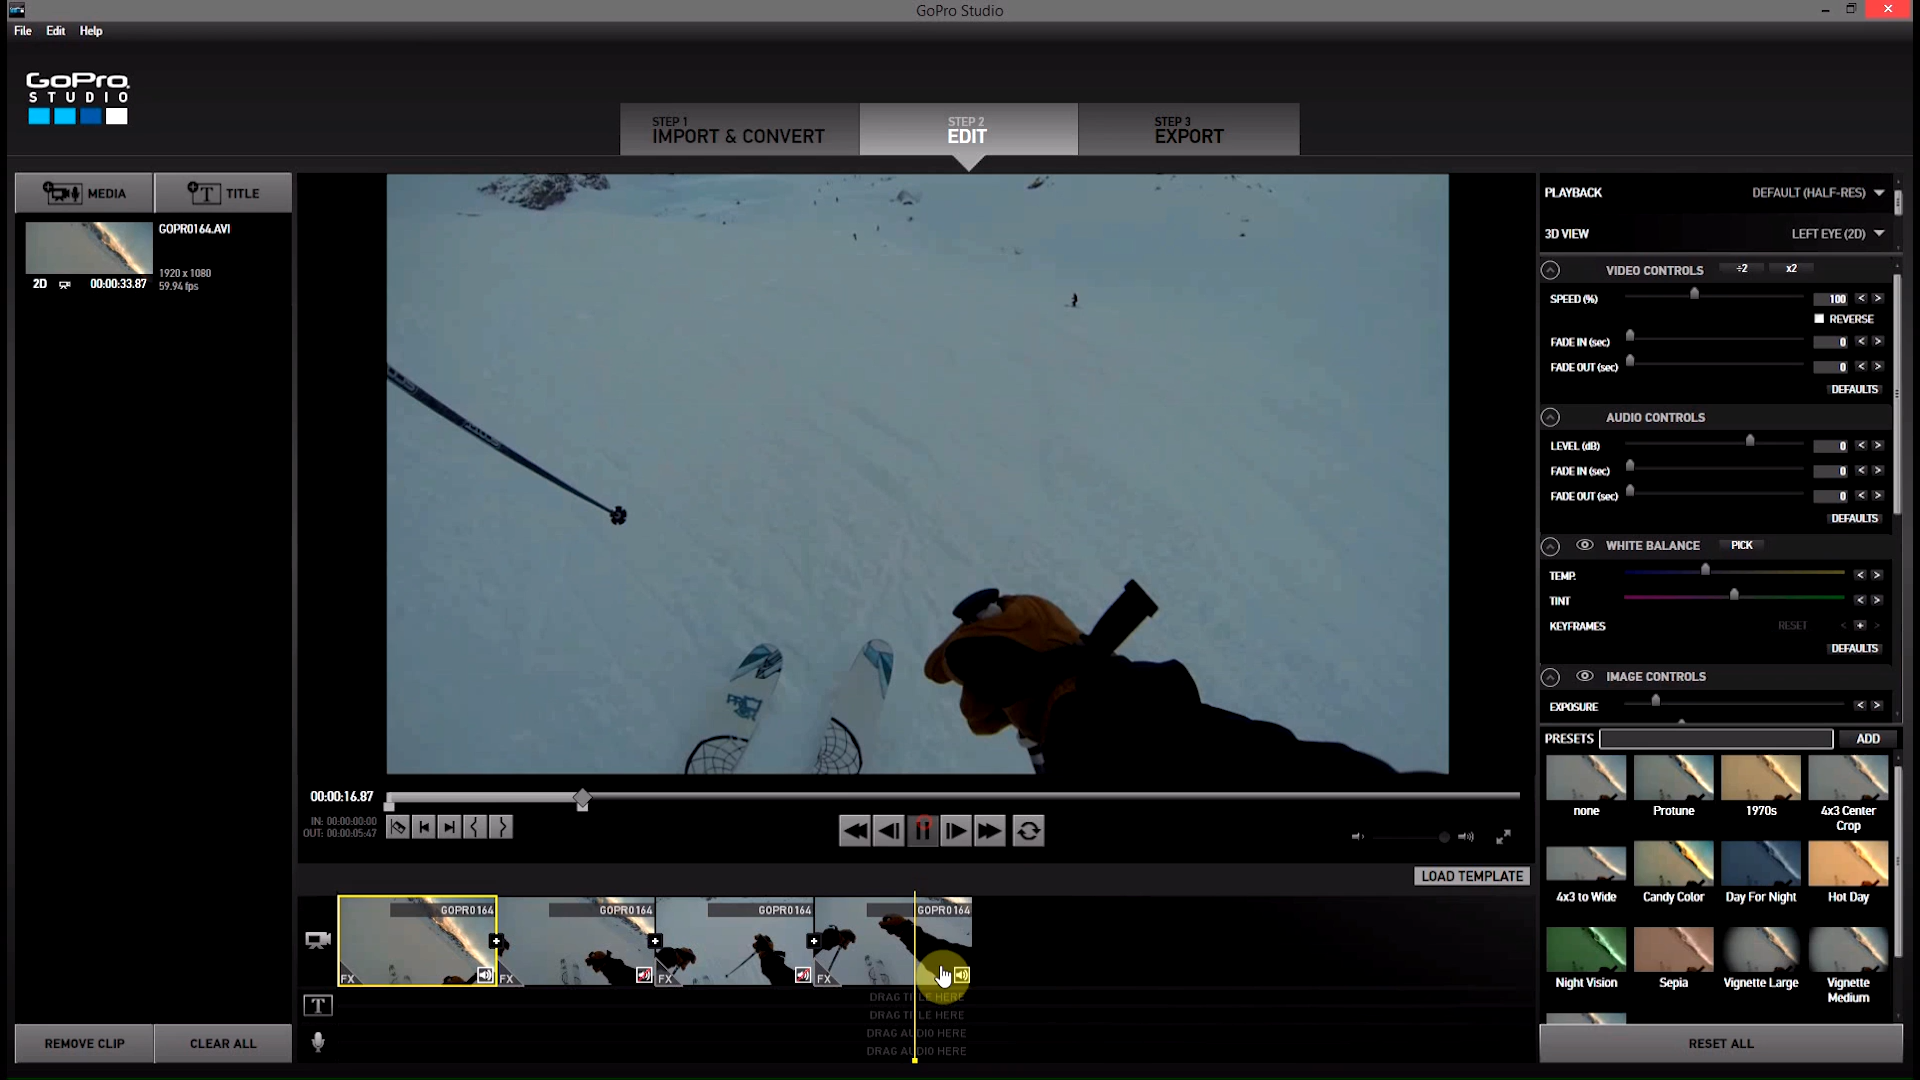 GoPro Studio
File Edit Help
GoPro
STUDIO
STEP 1
IMPORT & CONVERT
STEP 2
EDIT
STEP 3
EXPORT
MEDIA
T TITLE
GOPR0164.AVI
1920 x 1080
59.94 fps
2D 00:00:33.87
PLAYBACK DEFAULT (HALF-RES)
3D VIEW LEFT EYE (2D)
VIDEO CONTROLS ÷2 x2
SPEED (%) 100 < >
REVERSE
FADE IN (sec) 0 < >
FADE OUT (sec) 0 < >
DEFAULTS
AUDIO CONTROLS
LEVEL (dB) 0 < >
FADE IN (sec) 0 < >
FADE OUT (sec) 0 < >
DEFAULTS
WHITE BALANCE PICK
TEMP. < >
TINT < >
KEYFRAMES RESET < + >
DEFAULTS
IMAGE CONTROLS
EXPOSURE < >
PRESETS ADD
none Protune 1970s 4x3 Center Crop
4x3 to Wide Candy Color Day For Night Hot Day
Night Vision Sepia Vignette Large Vignette Medium
RESET ALL
00:00:16.87
IN: 00:00:00:00
OUT: 00:00:05:47
LOAD TEMPLATE
GOPR0164 GOPR0164 GOPR0164 GOPR0164
FX FX FX FX
T
DRAG TITLE HERE
DRAG TITLE HERE
DRAG AUDIO HERE
DRAG AUDIO HERE
REMOVE CLIP CLEAR ALL